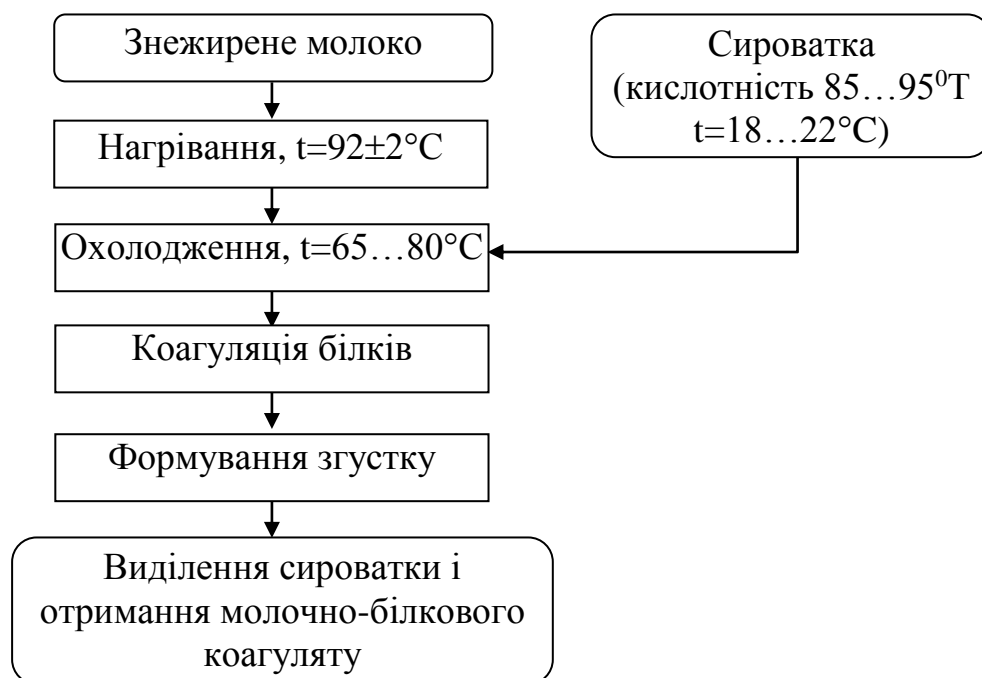 Знежирене молоко
Сироватка
(кислотність 85…95⁰Т
t=18…22°C)
Нагрівання, t=92±2°C
Охолодження, t=65…80°C
Коагуляція білків
Формування згустку
Виділення сироватки і
отримання молочно-білкового
коагуляту